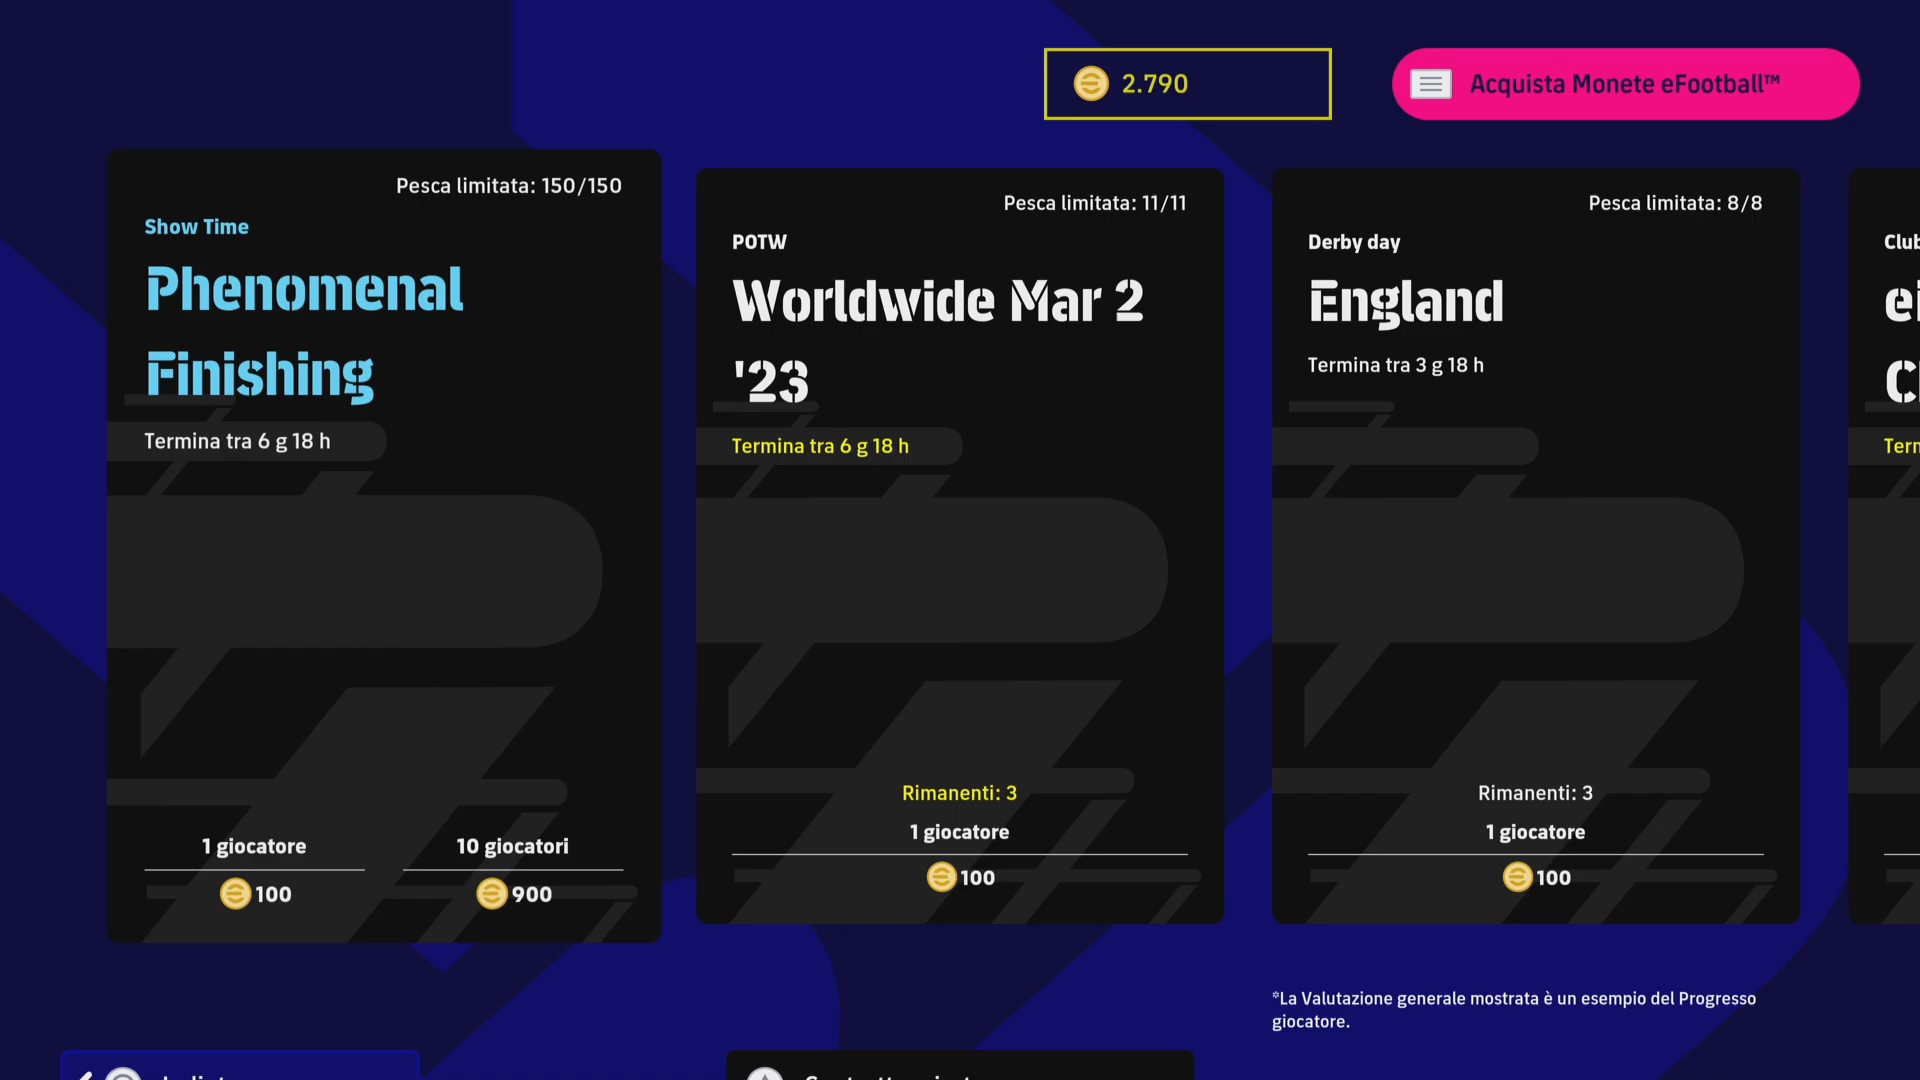 2.790
Acquista Monete eFootball™
Pesca limitata: 150/150
Show Time
Phenomenal
Finishing
Termina tra 6 g 18 h
1 giocatore
10 giocatori
100
900
Pesca limitata: 11/11
POTW
Worldwide Mar 2
'23
Termina tra 6 g 18 h
Rimanenti: 3
1 giocatore
100
Pesca limitata: 8/8
Derby day
England
Termina tra 3 g 18 h
Rimanenti: 3
1 giocatore
100
Club
*La Valutazione generale mostrata è un esempio del Progresso
giocatore.